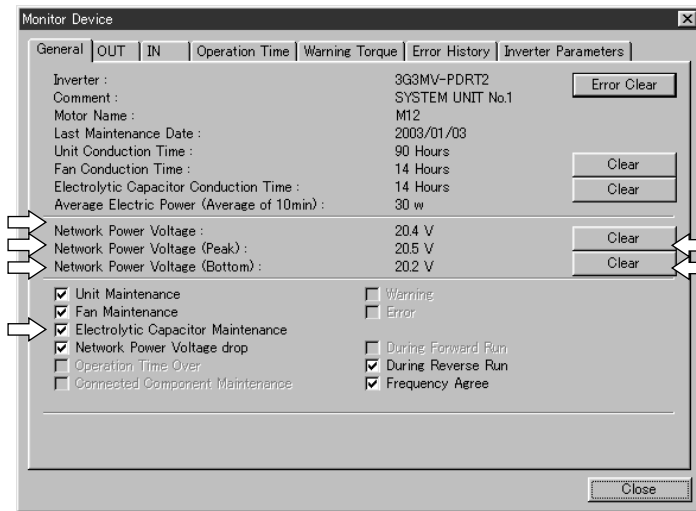 Monitor Device
General OUT IN Operation Time Warning Torque Error History Inverter Parameters
Inverter : 3G3MV-PDRT2 Error Clear
Comment : SYSTEM UNIT No.1
Motor Name : M12
Last Maintenance Date : 2003/01/03
Unit Conduction Time : 90 Hours
Fan Conduction Time : 14 Hours Clear
Electrolytic Capacitor Conduction Time : 14 Hours Clear
Average Electric Power (Average of 10min) : 30 w
Network Power Voltage : 20.4 V
Network Power Voltage (Peak) : 20.5 V Clear
Network Power Voltage (Bottom) : 20.2 V Clear
Unit Maintenance Warning
Fan Maintenance Error
Electrolytic Capacitor Maintenance
Network Power Voltage drop During Forward Run
Operation Time Over During Reverse Run
Connected Component Maintenance Frequency Agree
Close